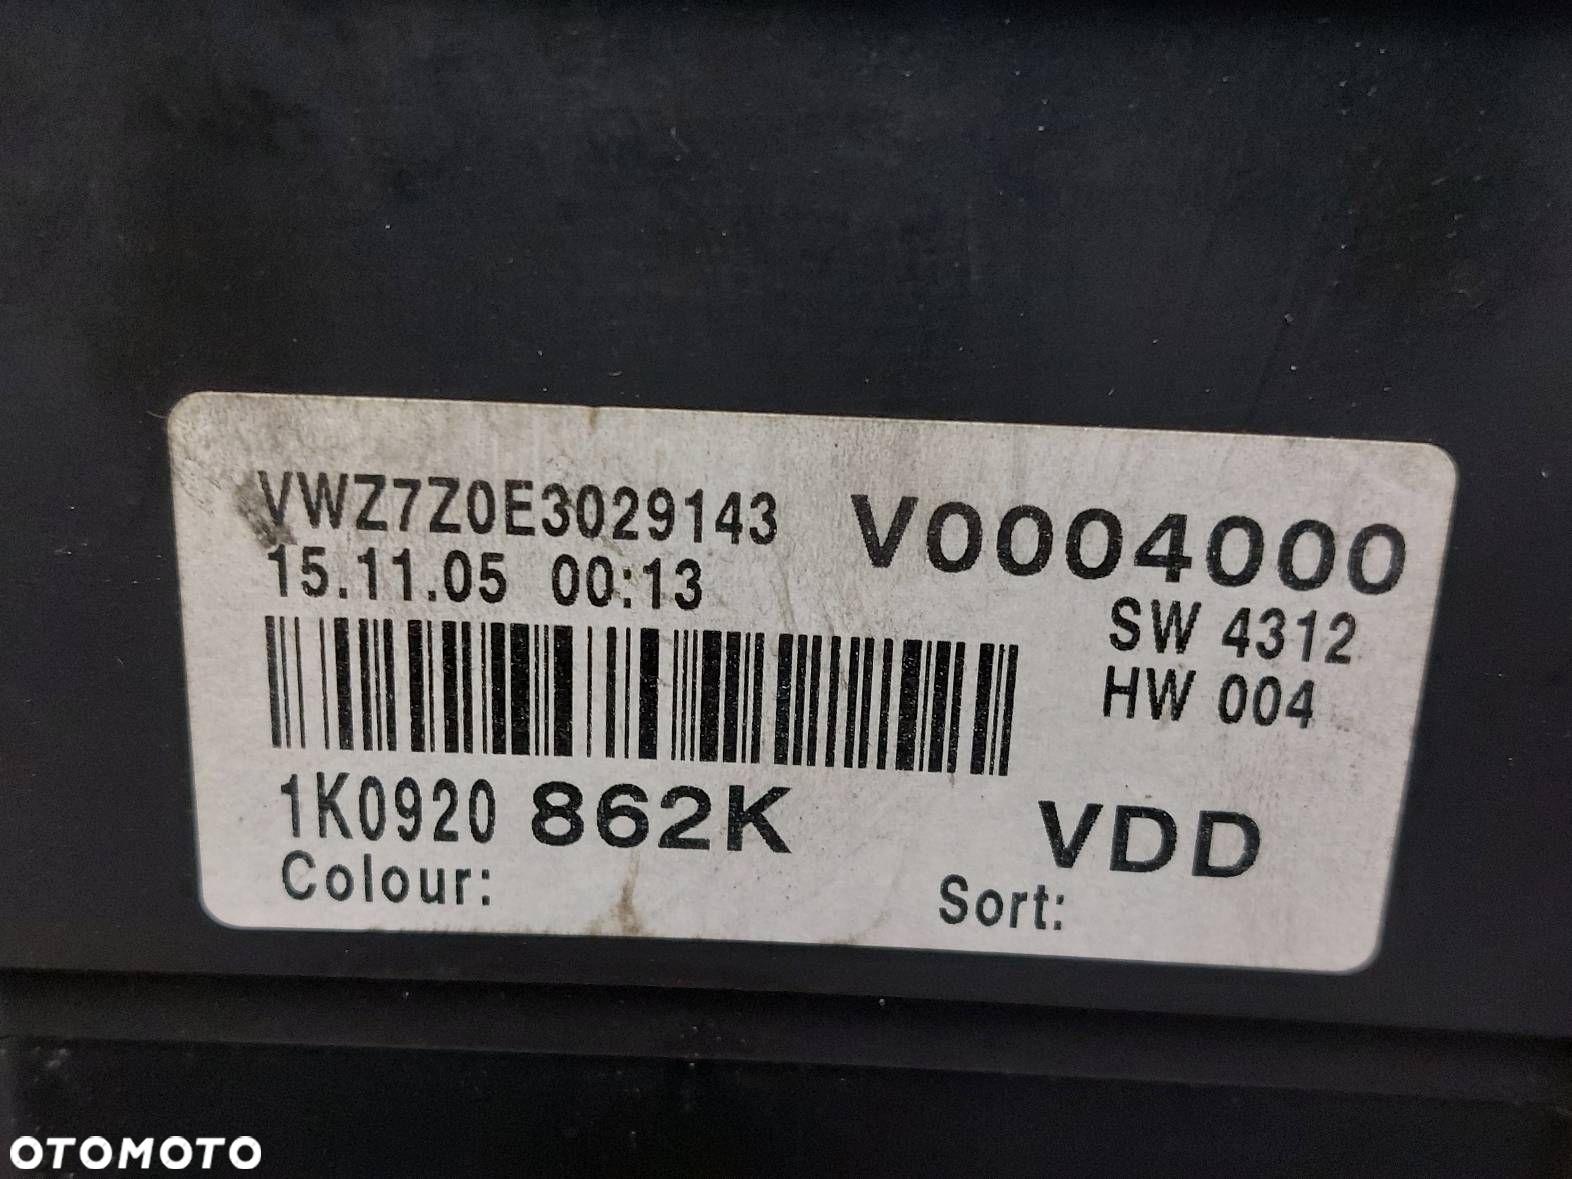 VWZ7Z0E3029143 V0004000
15.11.05 00:13
SW 4312
HW 004
1K0920 862K VDD
Colour: Sort:
OTOMOTO